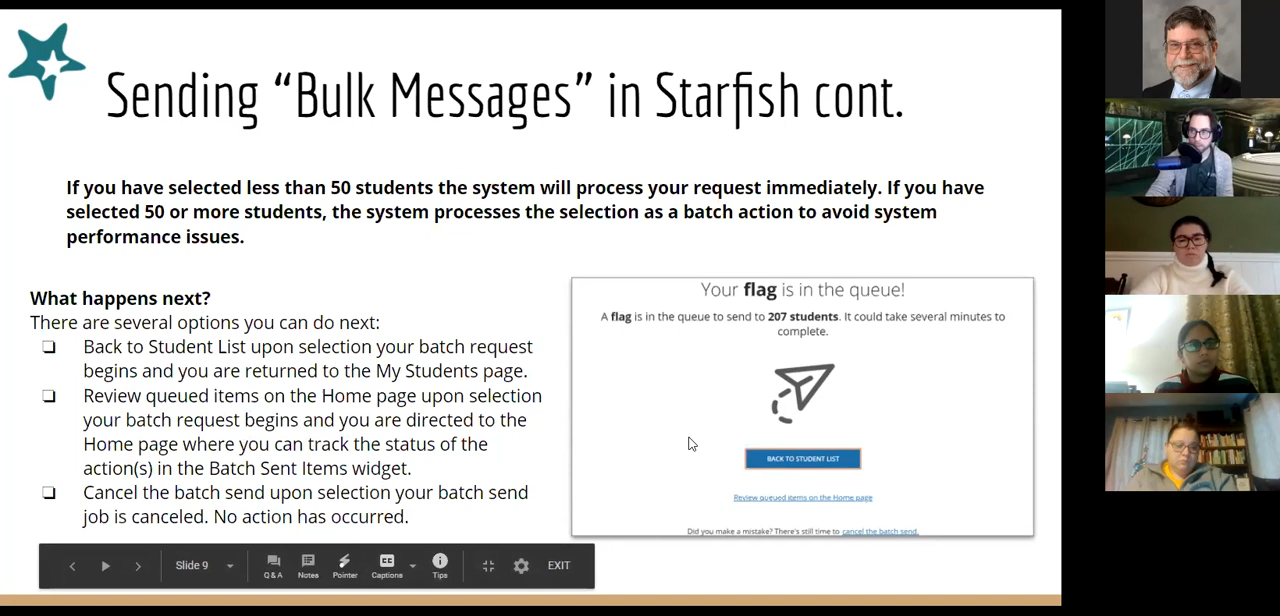 Sending “Bulk Messages” in Starfish cont.
If you have selected less than 50 students the system will process your request immediately. If you have
selected 50 or more students, the system processes the selection as a batch action to avoid system
performance issues.
What happens next?
There are several options you can do next:
❏ Back to Student List upon selection your batch request
begins and you are returned to the My Students page.
❏ Review queued items on the Home page upon selection
your batch request begins and you are directed to the
Home page where you can track the status of the
action(s) in the Batch Sent Items widget.
❏ Cancel the batch send upon selection your batch send
job is canceled. No action has occurred.
Your flag is in the queue!
A flag is in the queue to send to 207 students. It could take several minutes to
complete.
BACK TO STUDENT LIST
Review queued items on the Home page
Did you make a mistake? There's still time to cancel the batch send.
Slide 9
Q & A
Notes
Pointer
CC
Captions
Tips
EXIT